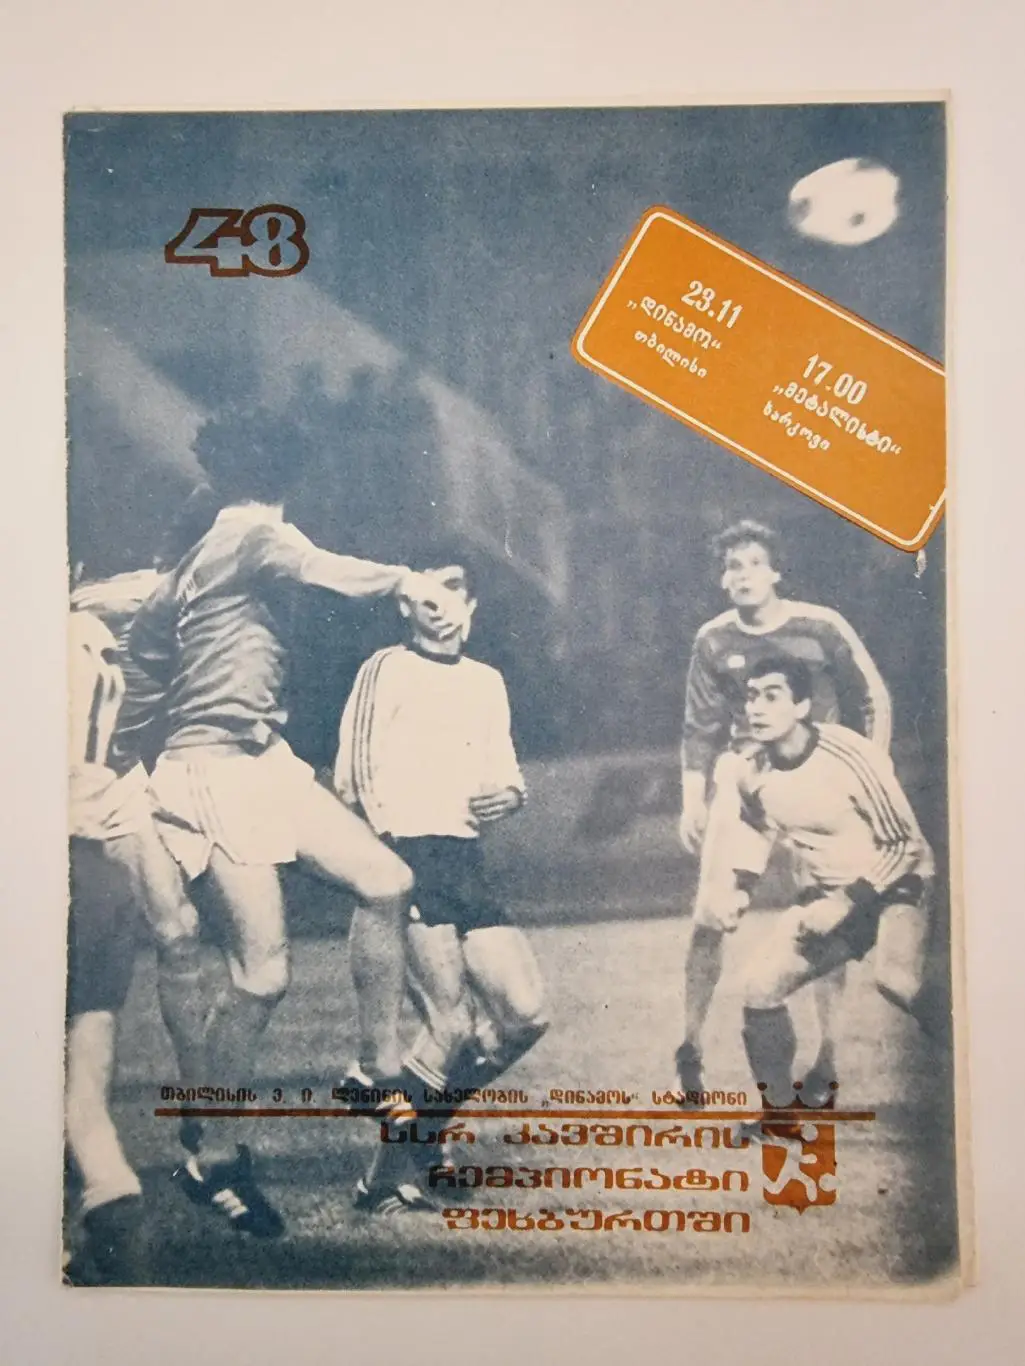 48
23.11
„დინამო“
თბილისი
17.00
„მეტალისტი“
ხარკოვი
თბილისის ვ. ი. ლენინის სახელობის „დინამოს“ სტადიონი
სსრ კავშირის
ჩემპიონატი
ფეხბურთში